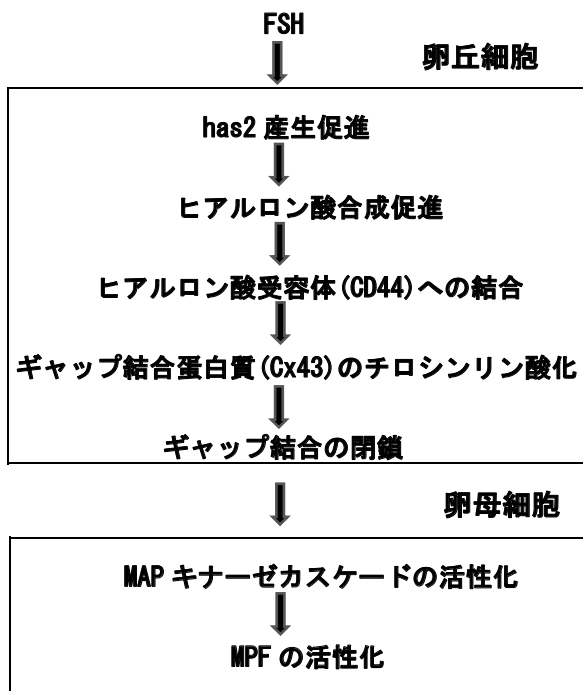 FSH
卵丘細胞
has2 産生促進
ヒアルロン酸合成促進
ヒアルロン酸受容体(CD44)への結合
ギャップ結合蛋白質(Cx43)のチロシンリン酸化
ギャップ結合の閉鎖
卵母細胞
MAP キナーゼカスケードの活性化
MPF の活性化